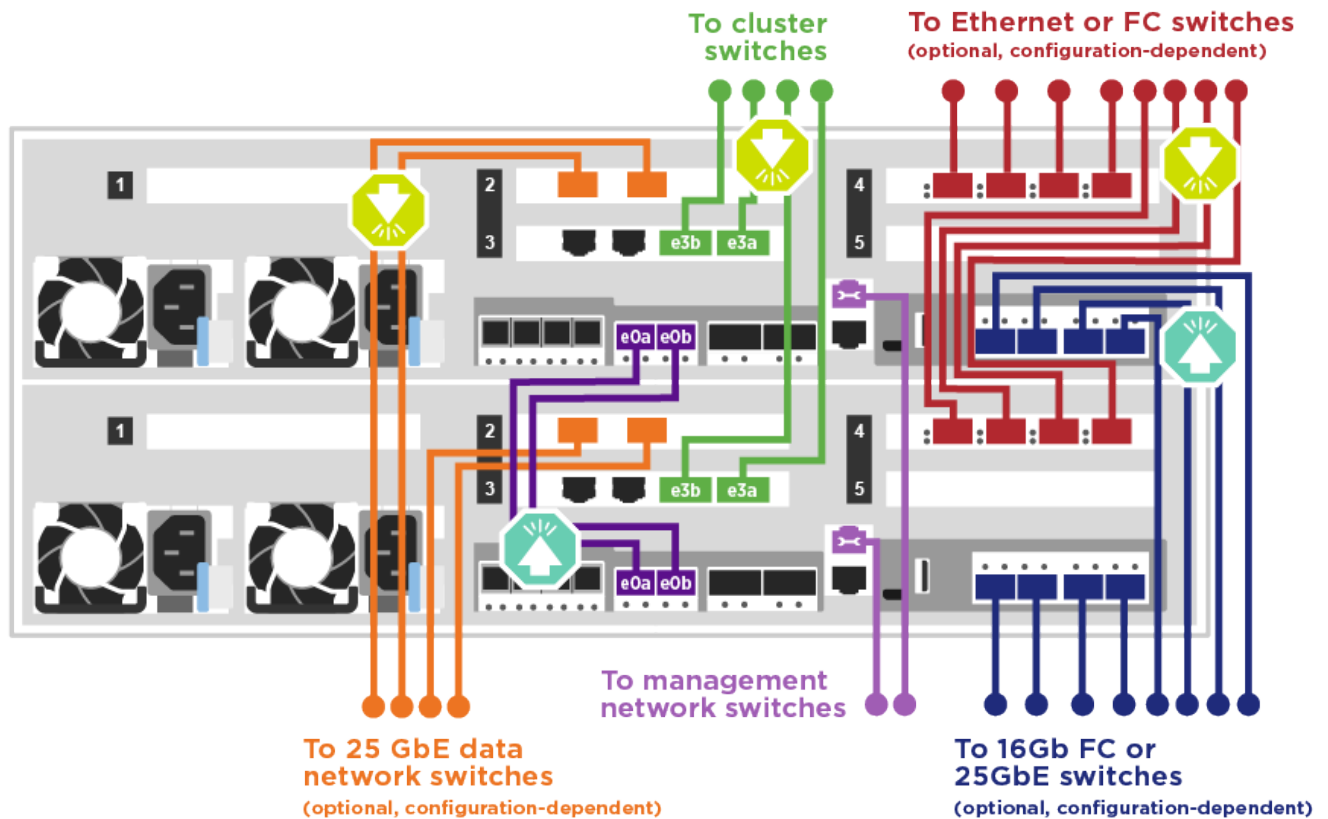 To cluster
switches
To Ethernet or FC switches
(optional, configuration-dependent)
1
2
4
3
e3b
e3a
5
e0a
e0b
1
2
4
3
e3b
e3a
5
e0a
e0b
To management
network switches
To 25 GbE data
network switches
(optional, configuration-dependent)
To 16Gb FC or
25GbE switches
(optional, configuration-dependent)